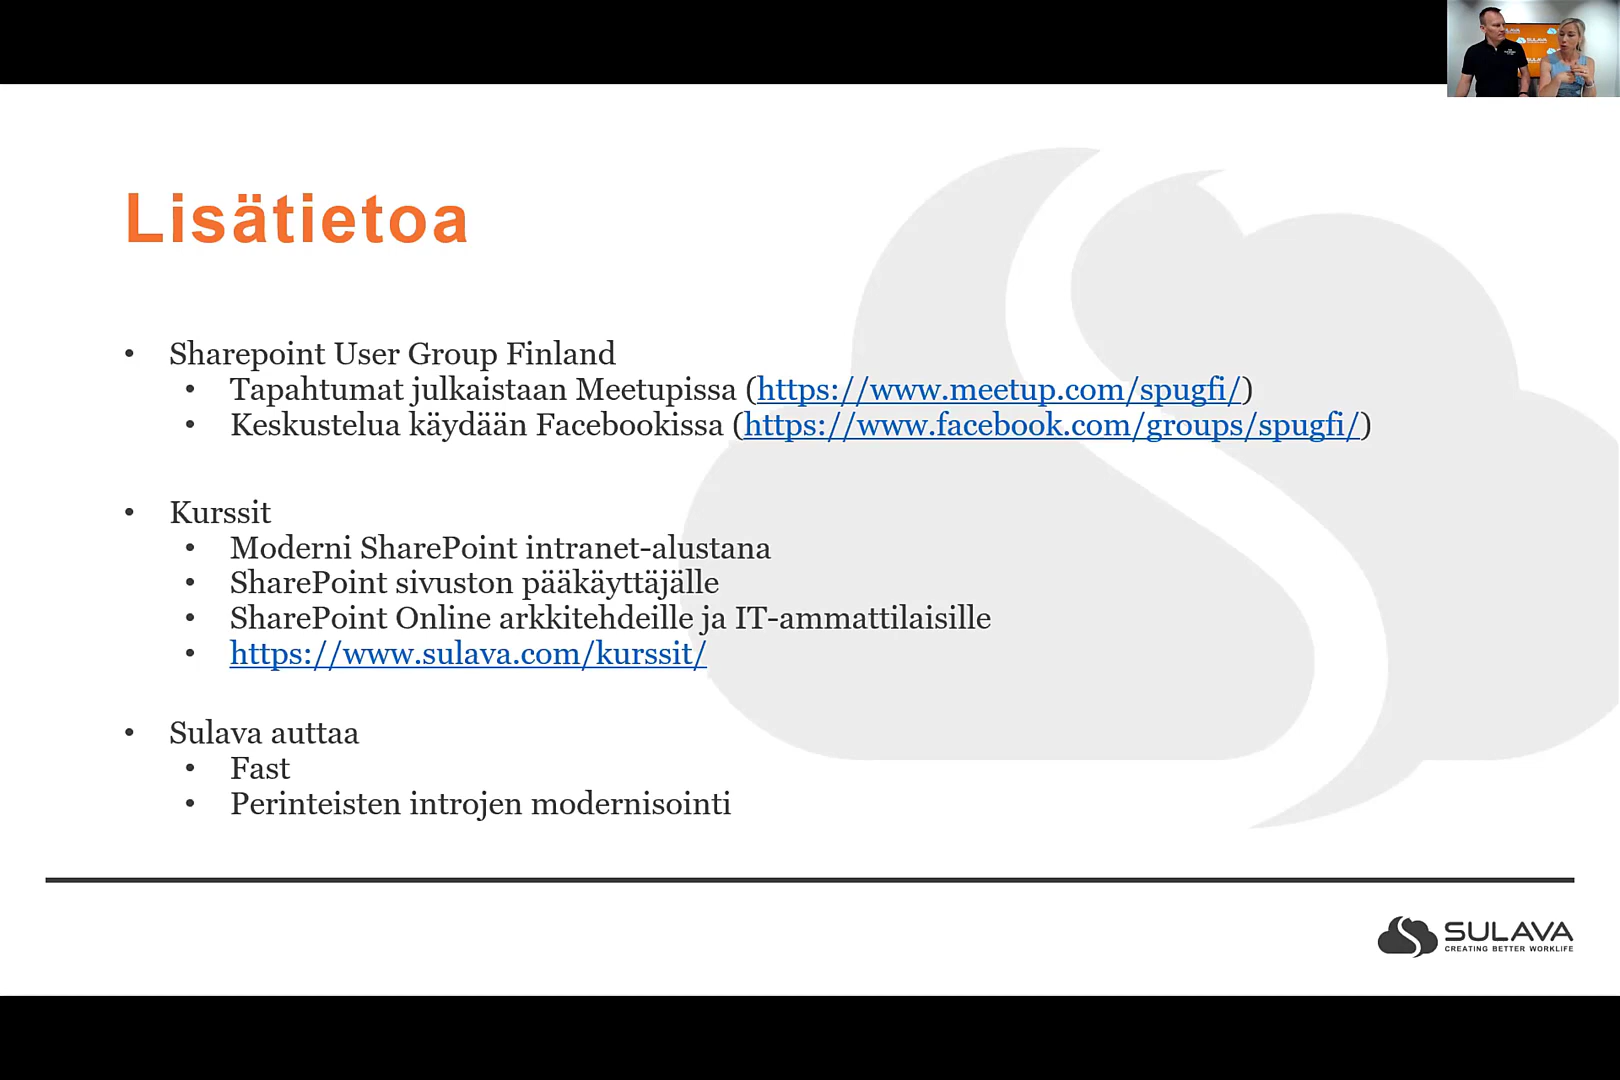 Lisätietoa
• Sharepoint User Group Finland
• Tapahtumat julkaistaan Meetupissa (https://www.meetup.com/spugfi/)
• Keskustelua käydään Facebookissa (https://www.facebook.com/groups/spugfi/)
• Kurssit
• Moderni SharePoint intranet-alustana
• SharePoint sivuston pääkäyttäjälle
• SharePoint Online arkkitehdeille ja IT-ammattilaisille
• https://www.sulava.com/kurssit/
• Sulava auttaa
• Fast
• Perinteisten introjen modernisointi
SULAVA
CREATING BETTER WORKLIFE
SULAVA